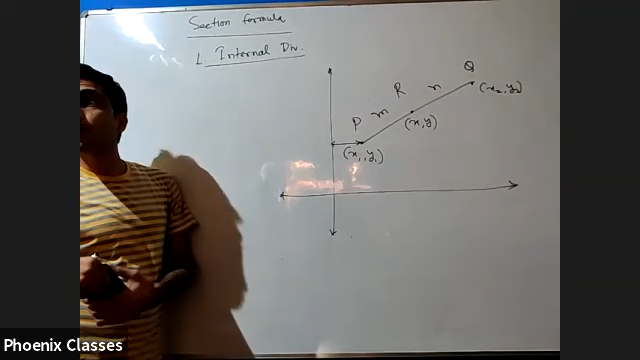 Section formula
1. Internal Div.
Q
R
n
(x₂, y₂)
m
P
(x, y)
(x₁, y₁)
Phoenix Classes